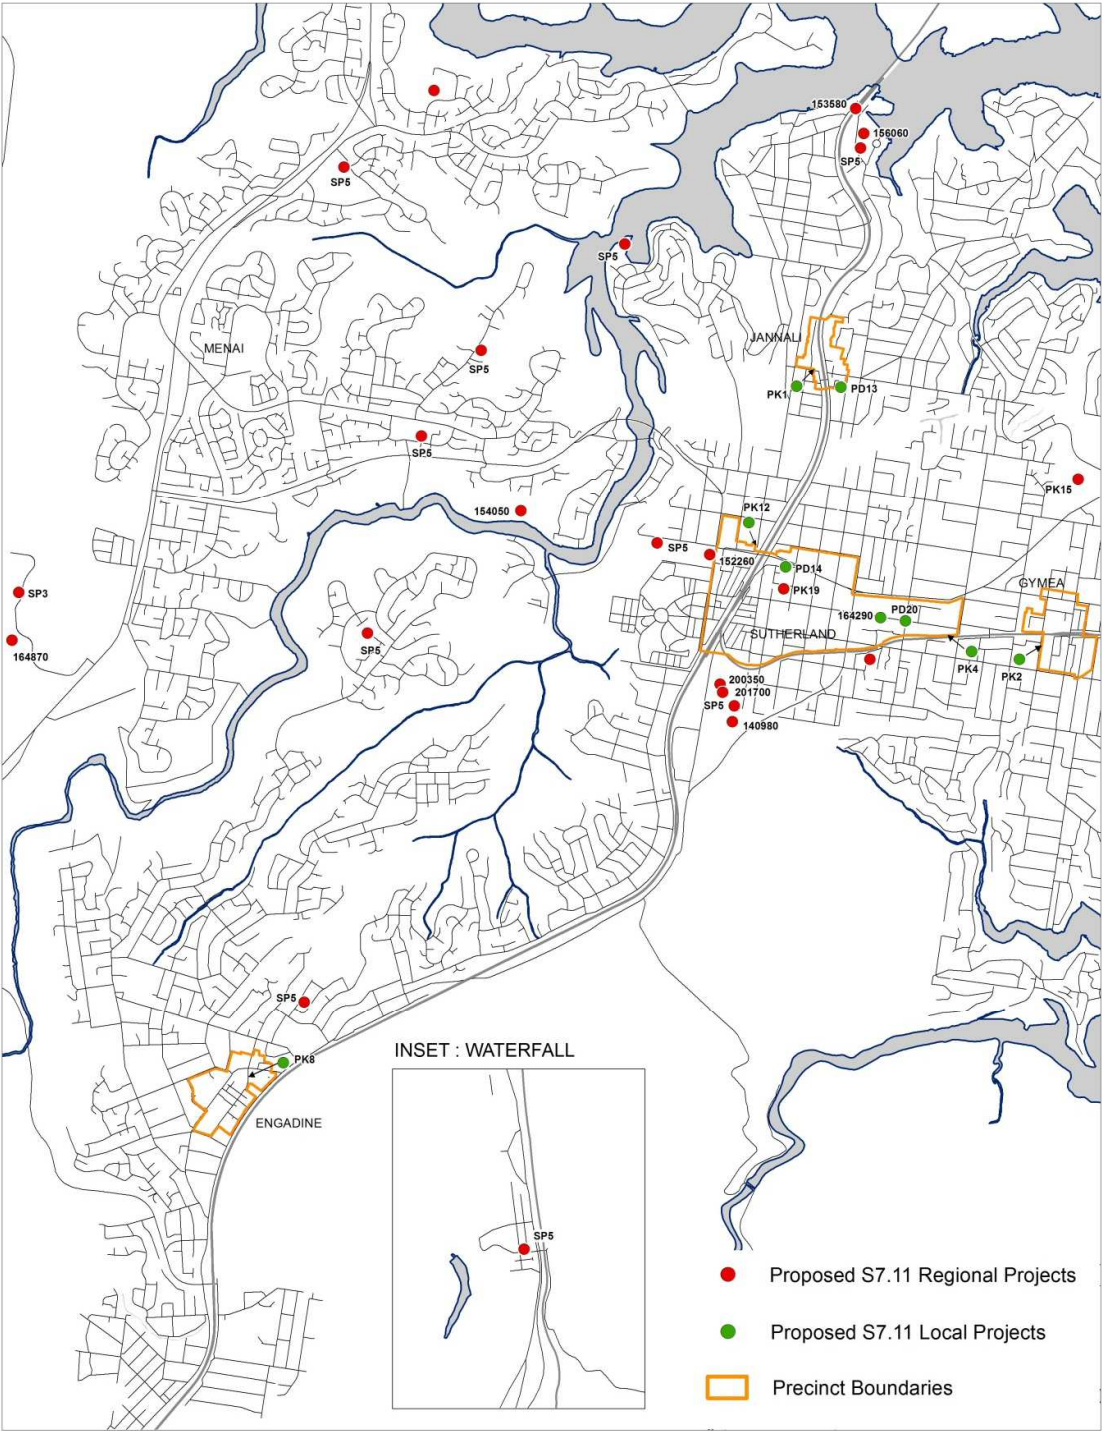 153580
156060
SP5
SP5
SP5
JANNALI
MENAI
SP5
PK1
PD13
SP5
PK15
154050
PK12
SP5
152260
PD14
GYMEA
SP3
PK19
164290
PD20
SUTHERLAND
164870
SP5
PK4
PK2
200350
201700
SP5
140980
SP5
PK8
INSET : WATERFALL
ENGADINE
SP5
Proposed S7.11 Regional Projects
Proposed S7.11 Local Projects
Precinct Boundaries